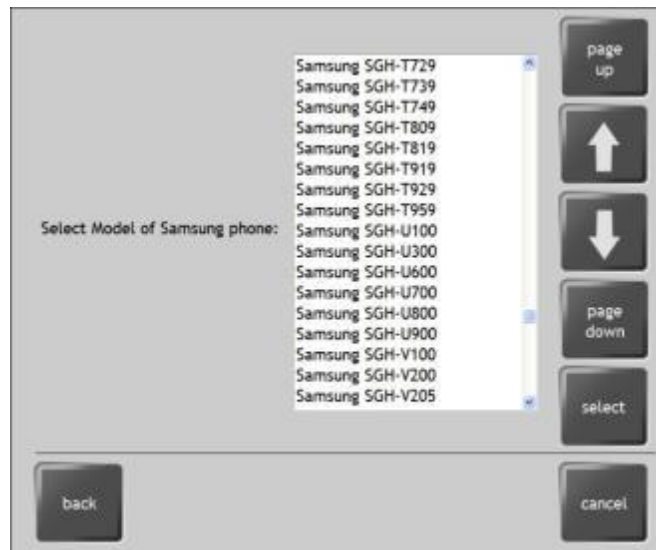 page
up
Samsung SGH-T729
Samsung SGH-T739
Samsung SGH-T749
Samsung SGH-T809
Samsung SGH-T819
Samsung SGH-T919
Samsung SGH-T929
Samsung SGH-T959
Select Model of Samsung phone:
Samsung SGH-U100
Samsung SGH-U300
Samsung SGH-U600
Samsung SGH-U700
Samsung SGH-U800
Samsung SGH-U900
Samsung SGH-V100
Samsung SGH-V200
Samsung SGH-V205
page
down
select
back
cancel